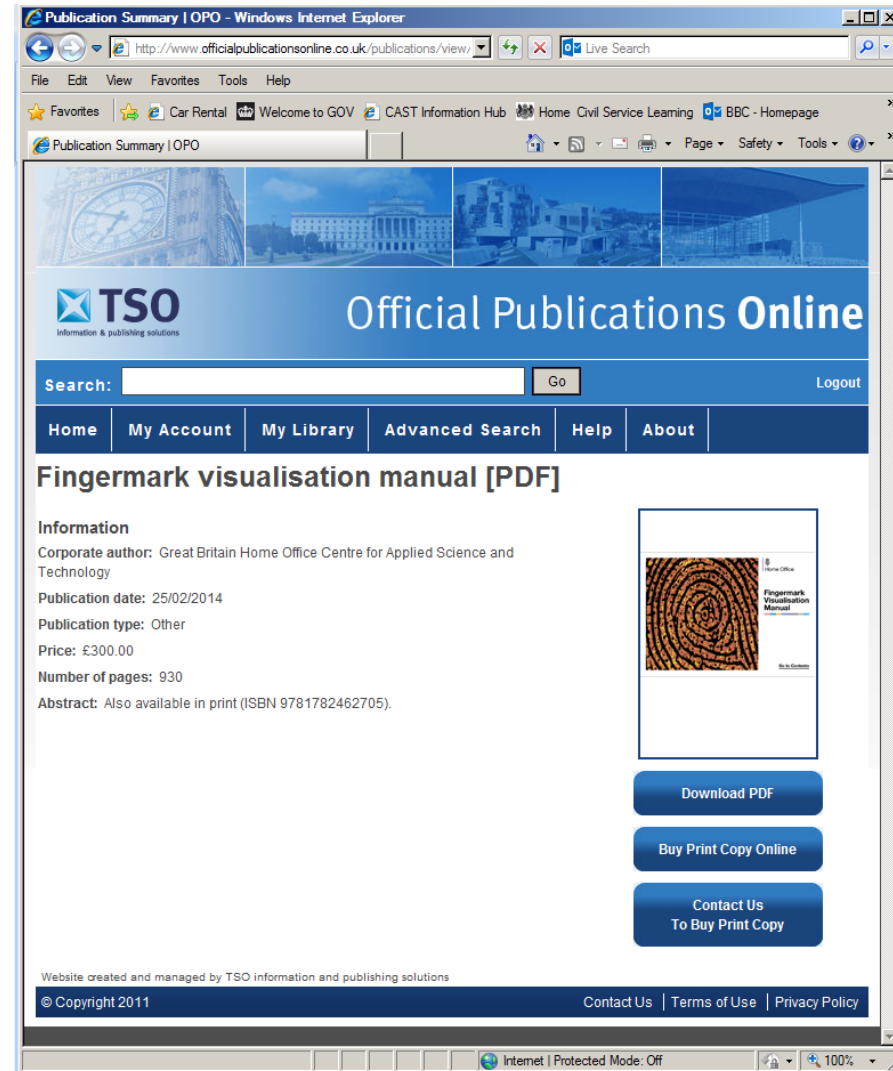 Publication Summary | OPO - Windows Internet Explorer
http://www.officialpublicationsonline.co.uk/publications/view/
Live Search
File Edit View Favorites Tools Help
Favorites Car Rental Welcome to GOV CAST Information Hub Home Civil Service Learning BBC - Homepage
Publication Summary | OPO
Page Safety Tools
TSO
information & publishing solutions
Official Publications Online
Search:
Go
Logout
Home My Account My Library Advanced Search Help About
Fingermark visualisation manual [PDF]
Information
Corporate author: Great Britain Home Office Centre for Applied Science and
Technology
Publication date: 25/02/2014
Publication type: Other
Price: £300.00
Number of pages: 930
Abstract: Also available in print (ISBN 9781782462705).
Home Office
Fingermark
Visualisation
Manual
Go to Contents
Download PDF
Buy Print Copy Online
Contact Us
To Buy Print Copy
Website created and managed by TSO information and publishing solutions
© Copyright 2011
Contact Us | Terms of Use | Privacy Policy
Internet | Protected Mode: Off
100%